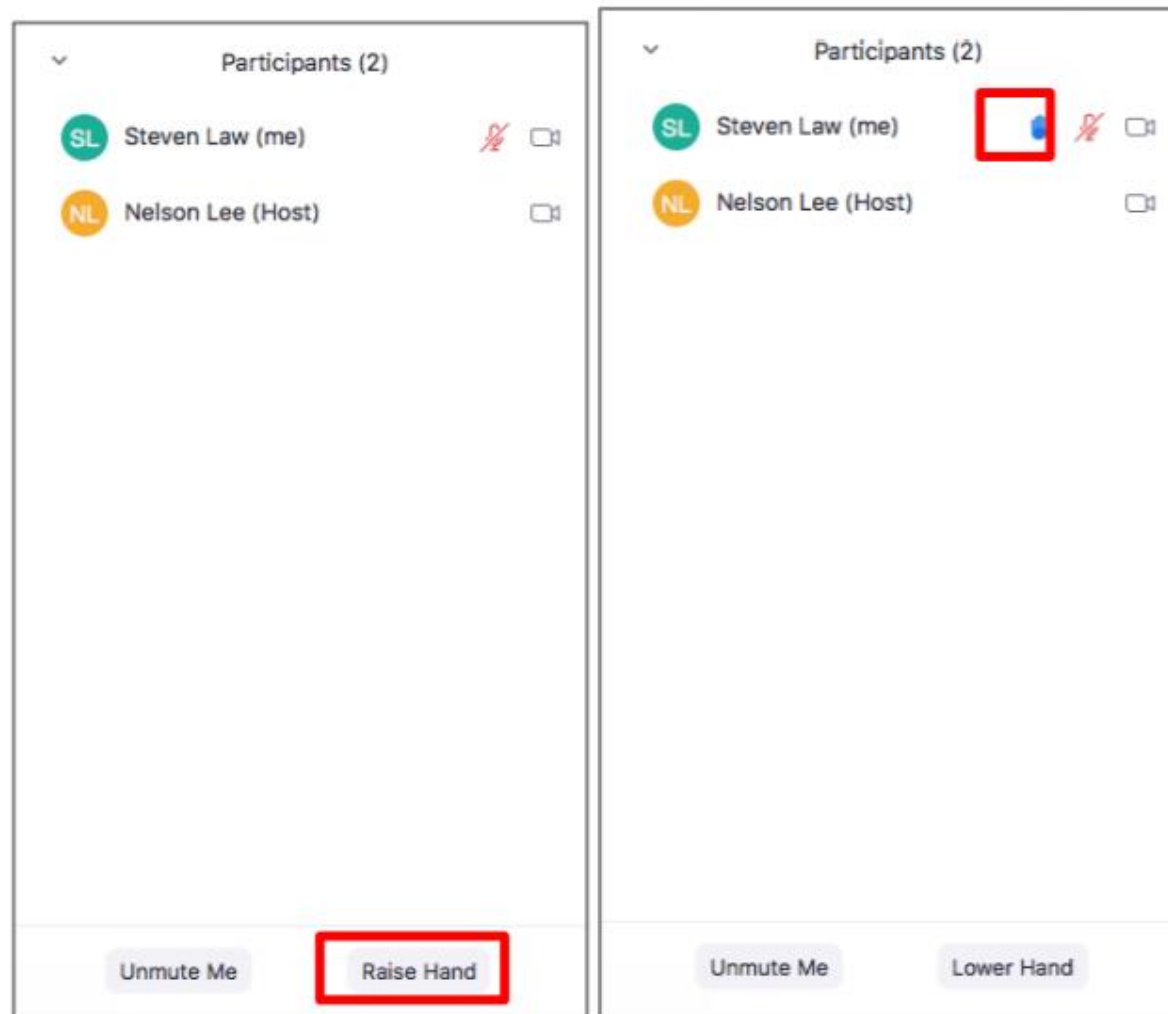 Participants (2)
SL Steven Law (me)
NL Nelson Lee (Host)
Unmute Me Raise Hand
Participants (2)
SL Steven Law (me)
NL Nelson Lee (Host)
Unmute Me Lower Hand